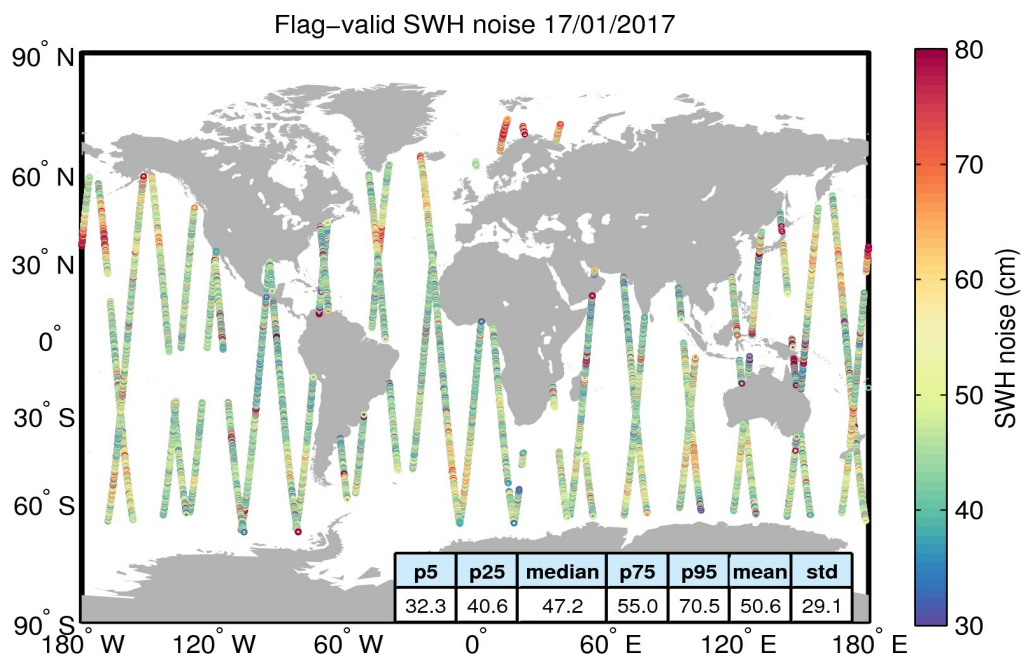 Flag−valid SWH noise 17/01/2017
90° N
60° N
30° N
0°
30° S
60° S
90° S
180° W
120° W
60° W
0°
60° E
120° E
180° E
p5 p25 median p75 p95 mean std
32.3 40.6 47.2 55.0 70.5 50.6 29.1
80
70
60
50
40
30
SWH noise (cm)